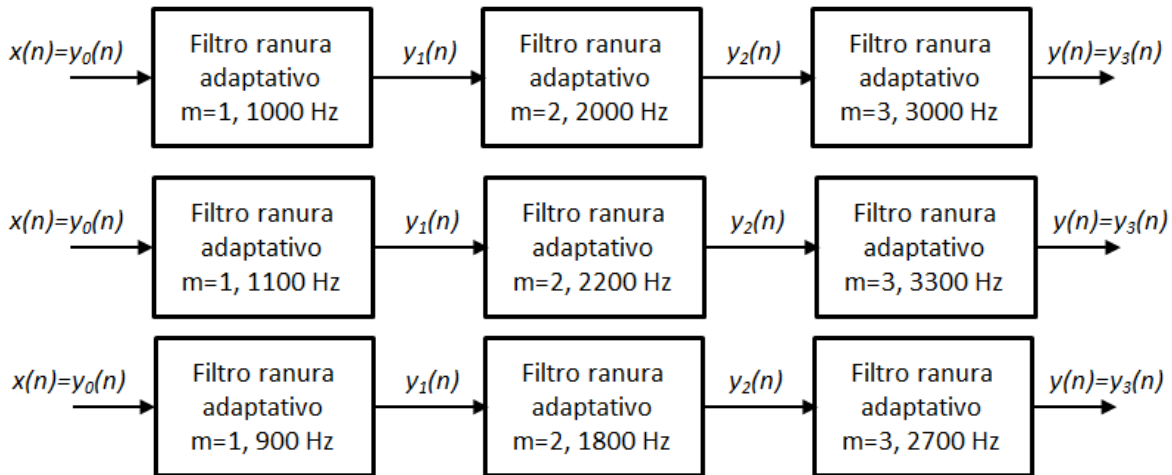 x(n)=y₀(n)
Filtro ranura
adaptativo
m=1, 1000 Hz
y₁(n)
Filtro ranura
adaptativo
m=2, 2000 Hz
y₂(n)
Filtro ranura
adaptativo
m=3, 3000 Hz
y(n)=y₃(n)
x(n)=y₀(n)
Filtro ranura
adaptativo
m=1, 1100 Hz
y₁(n)
Filtro ranura
adaptativo
m=2, 2200 Hz
y₂(n)
Filtro ranura
adaptativo
m=3, 3300 Hz
y(n)=y₃(n)
x(n)=y₀(n)
Filtro ranura
adaptativo
m=1, 900 Hz
y₁(n)
Filtro ranura
adaptativo
m=2, 1800 Hz
y₂(n)
Filtro ranura
adaptativo
m=3, 2700 Hz
y(n)=y₃(n)